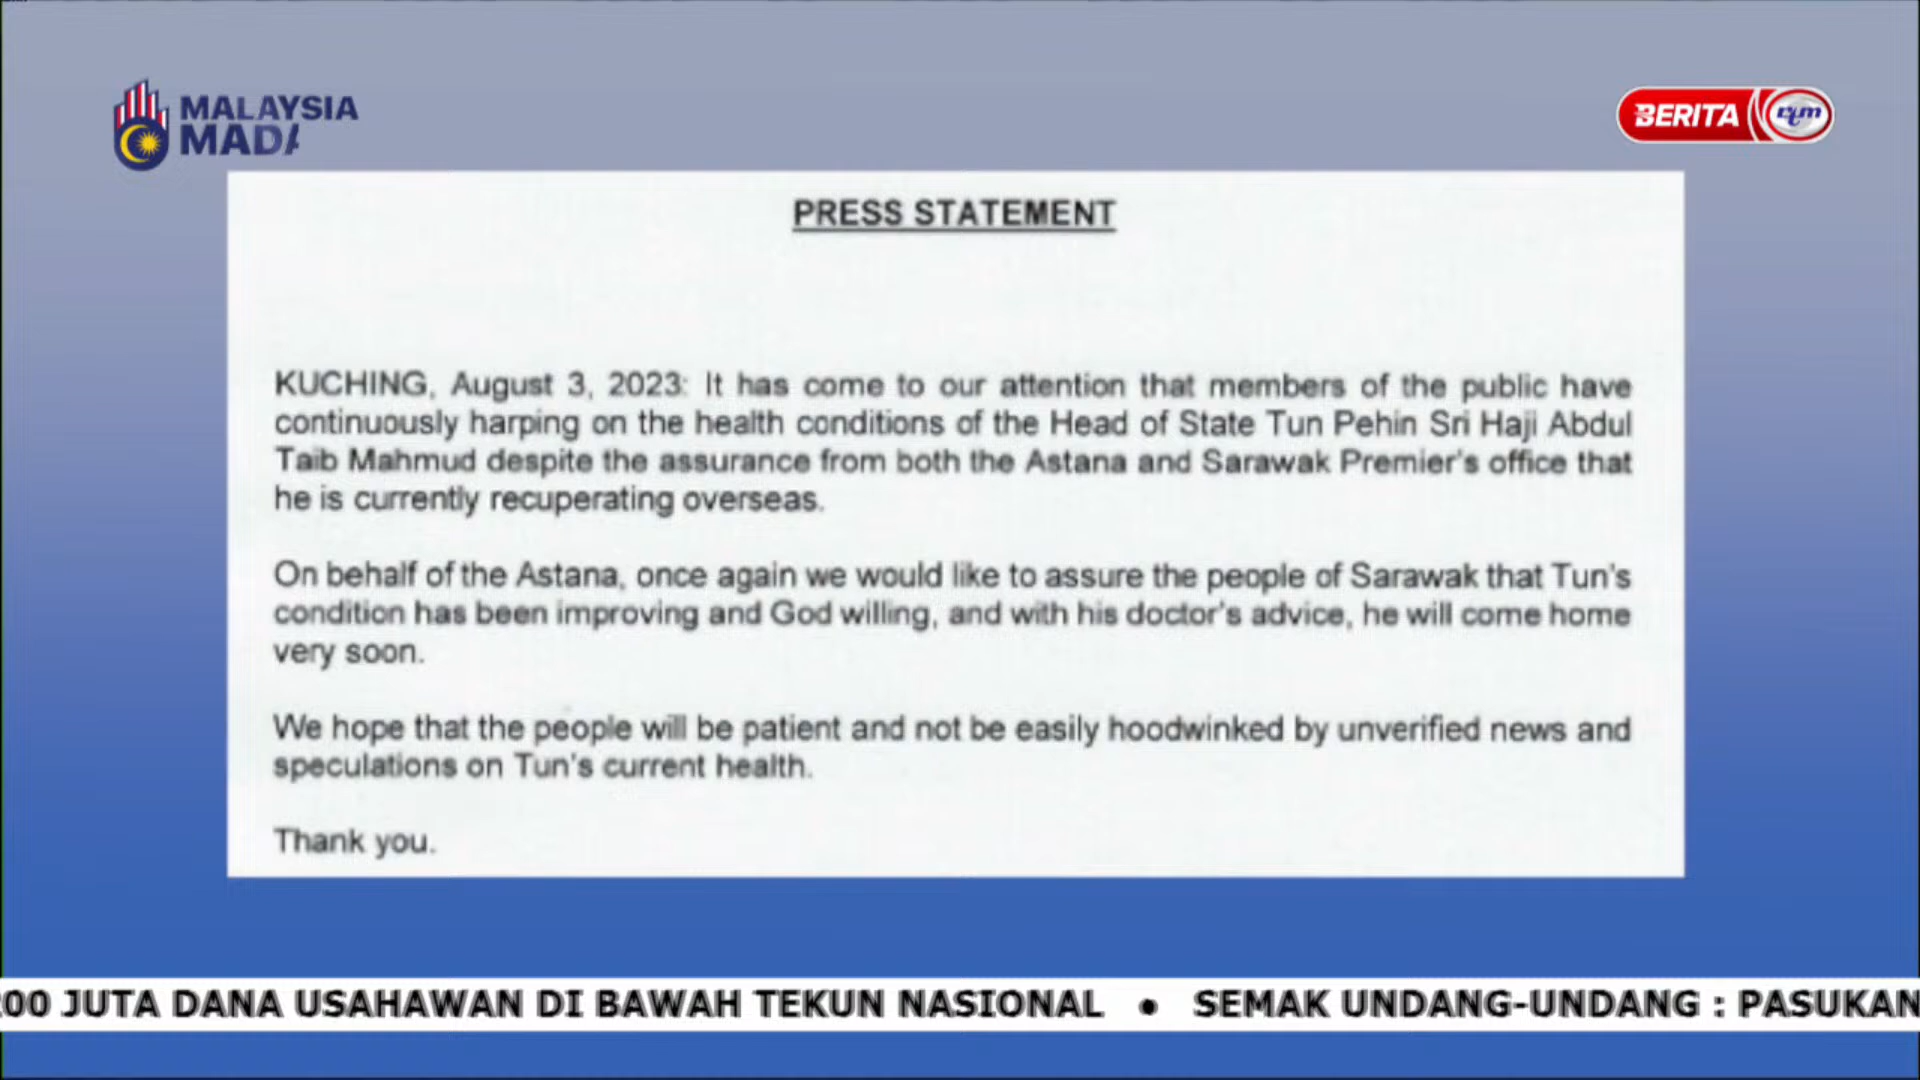 MALAYSIA
MADA
BERITA rtm
PRESS STATEMENT
KUCHING, August 3, 2023: It has come to our attention that members of the public have
continuously harping on the health conditions of the Head of State Tun Pehin Sri Haji Abdul
Taib Mahmud despite the assurance from both the Astana and Sarawak Premier's office that
he is currently recuperating overseas.
On behalf of the Astana, once again we would like to assure the people of Sarawak that Tun's
condition has been improving and God willing, and with his doctor's advice, he will come home
very soon.
We hope that the people will be patient and not be easily hoodwinked by unverified news and
speculations on Tun's current health.
Thank you.
00 JUTA DANA USAHAWAN DI BAWAH TEKUN NASIONAL • SEMAK UNDANG-UNDANG : PASUKAN